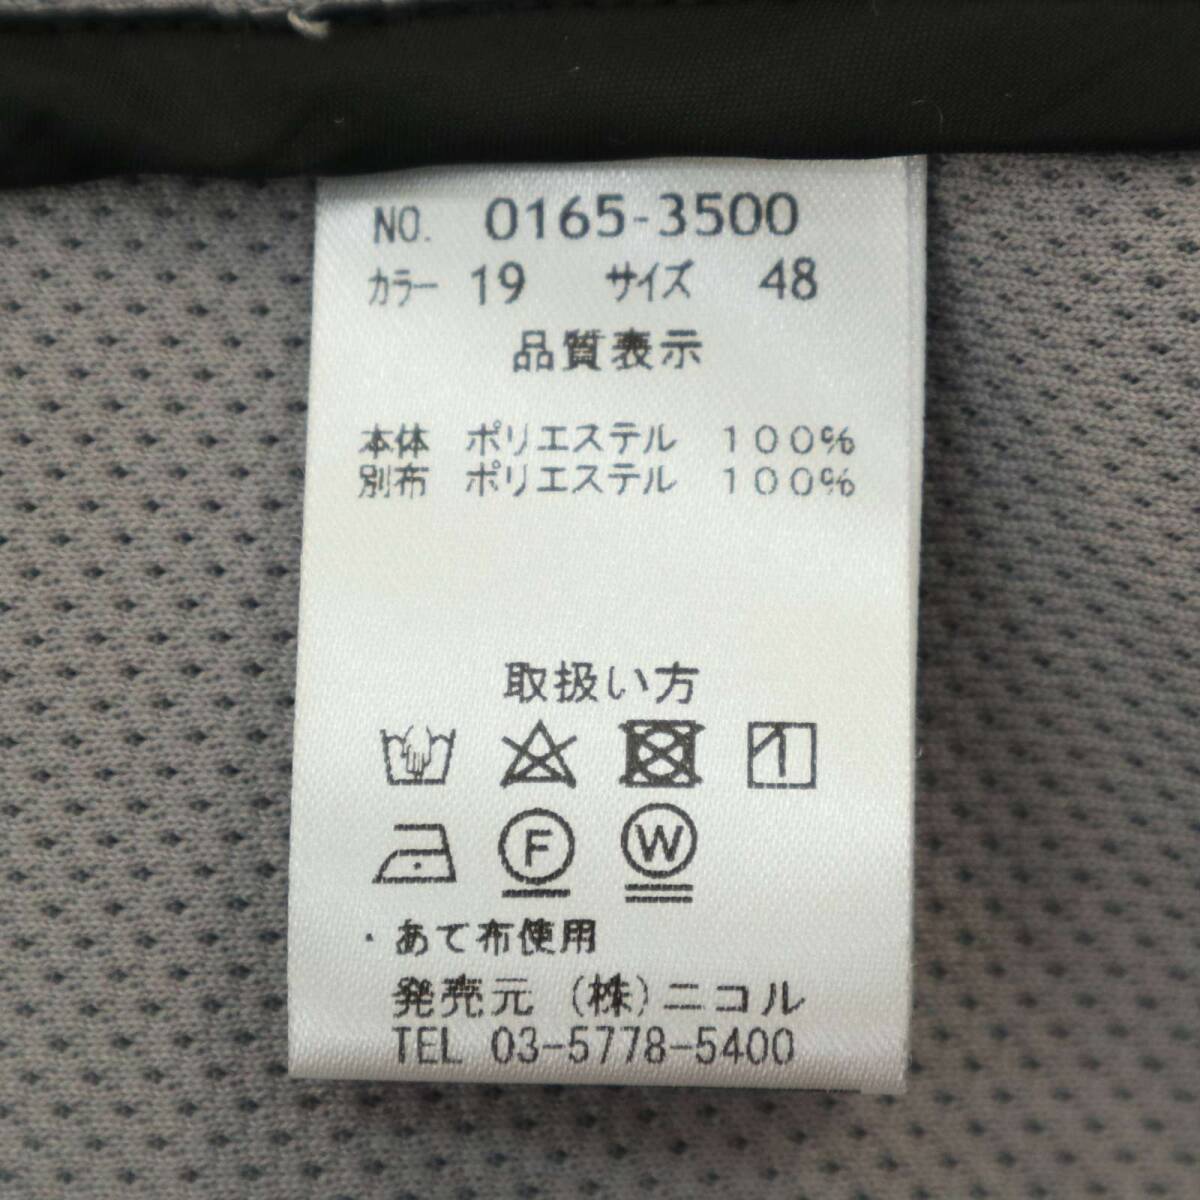 NO. 0165-3500
カラー 19 サイズ 48
品質表示
本体 ポリエステル 100%
別布 ポリエステル 100%
取扱い方
F W
・あて布使用
発売元 (株)ニコル
TEL 03-5778-5400